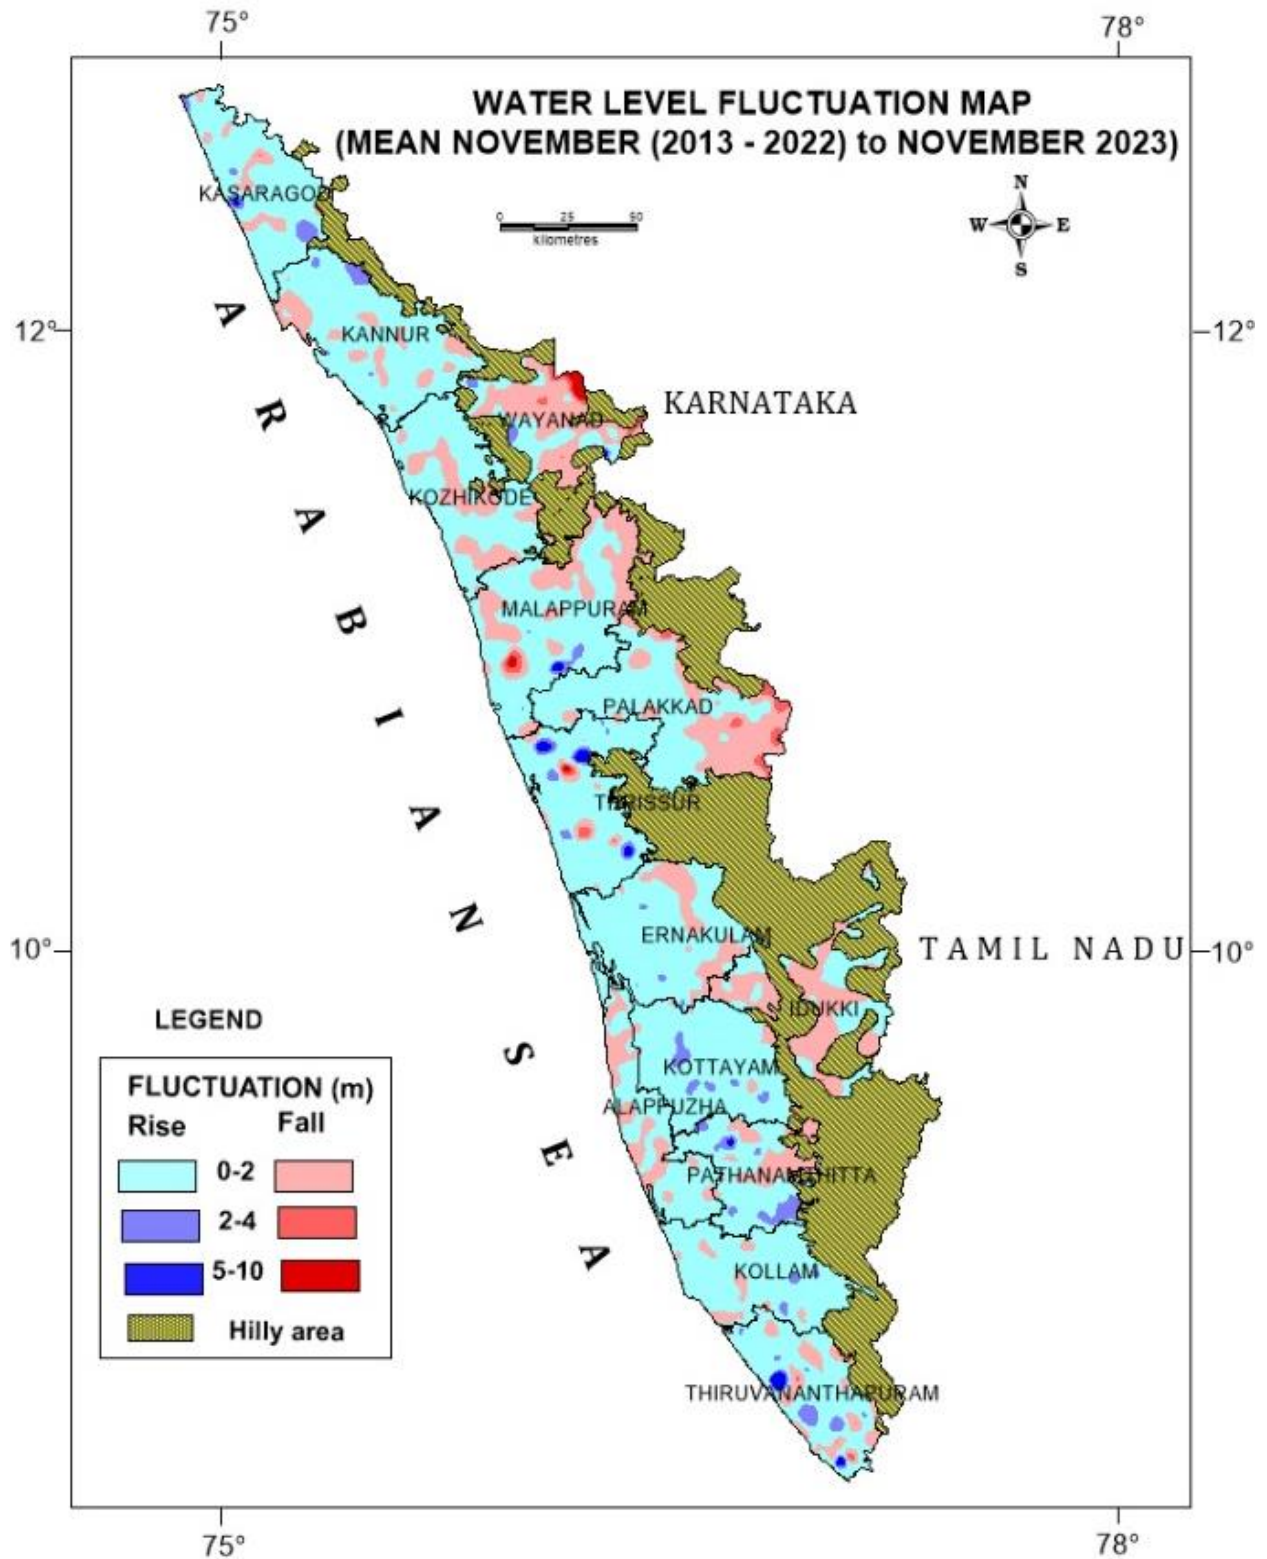 75°
78°
WATER LEVEL FLUCTUATION MAP
(MEAN NOVEMBER (2013 - 2022) to NOVEMBER 2023)
N
W
E
S
0 25 50
kilometres
KASARAGOD
KANNUR
12°
12°
WAYANAD
KARNATAKA
KOZHIKODE
MALAPPURAM
PALAKKAD
THRISSUR
ERNAKULAM
10°
TAMIL NADU
10°
IDUKKI
KOTTAYAM
ALAPPUZHA
PATHANAMTHITTA
KOLLAM
THIRUVANANTHAPURAM
ARABIAN SEA
LEGEND
FLUCTUATION (m)
Rise Fall
0-2
2-4
5-10
Hilly area
75°
78°